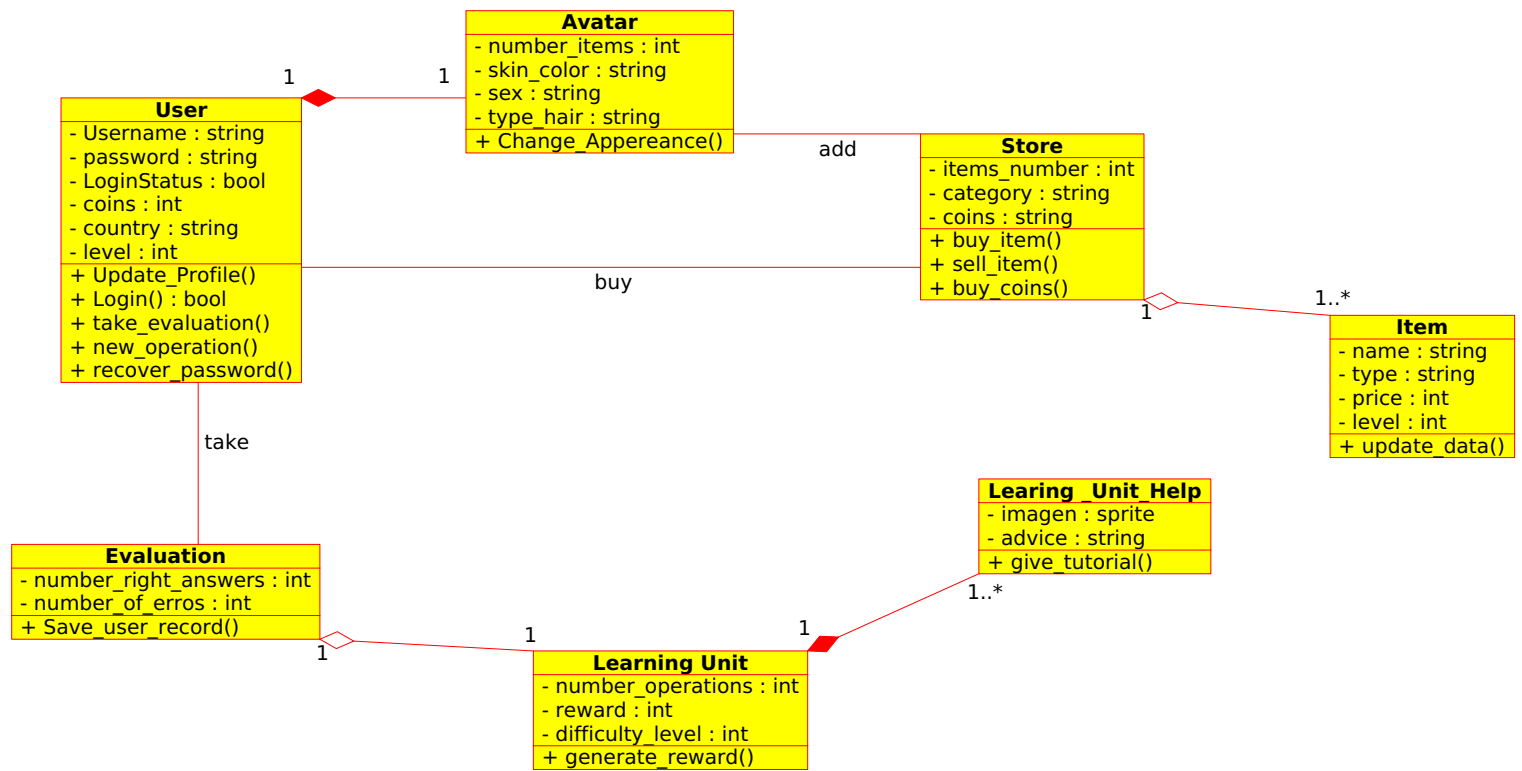 Avatar
- number_items : int
- skin_color : string
- sex : string
- type_hair : string
+ Change_Appereance()
1
1
User
- Username : string
- password : string
- LoginStatus : bool
- coins : int
- country : string
- level : int
+ Update_Profile()
+ Login() : bool
+ take_evaluation()
+ new_operation()
+ recover_password()
add
Store
- items_number : int
- category : string
- coins : string
+ buy_item()
+ sell_item()
+ buy_coins()
buy
1
1..*
Item
- name : string
- type : string
- price : int
- level : int
+ update_data()
take
Learing _Unit_Help
- imagen : sprite
- advice : string
+ give_tutorial()
1..*
Evaluation
- number_right_answers : int
- number_of_erros : int
+ Save_user_record()
1
1
1
Learning Unit
- number_operations : int
- reward : int
- difficulty_level : int
+ generate_reward()